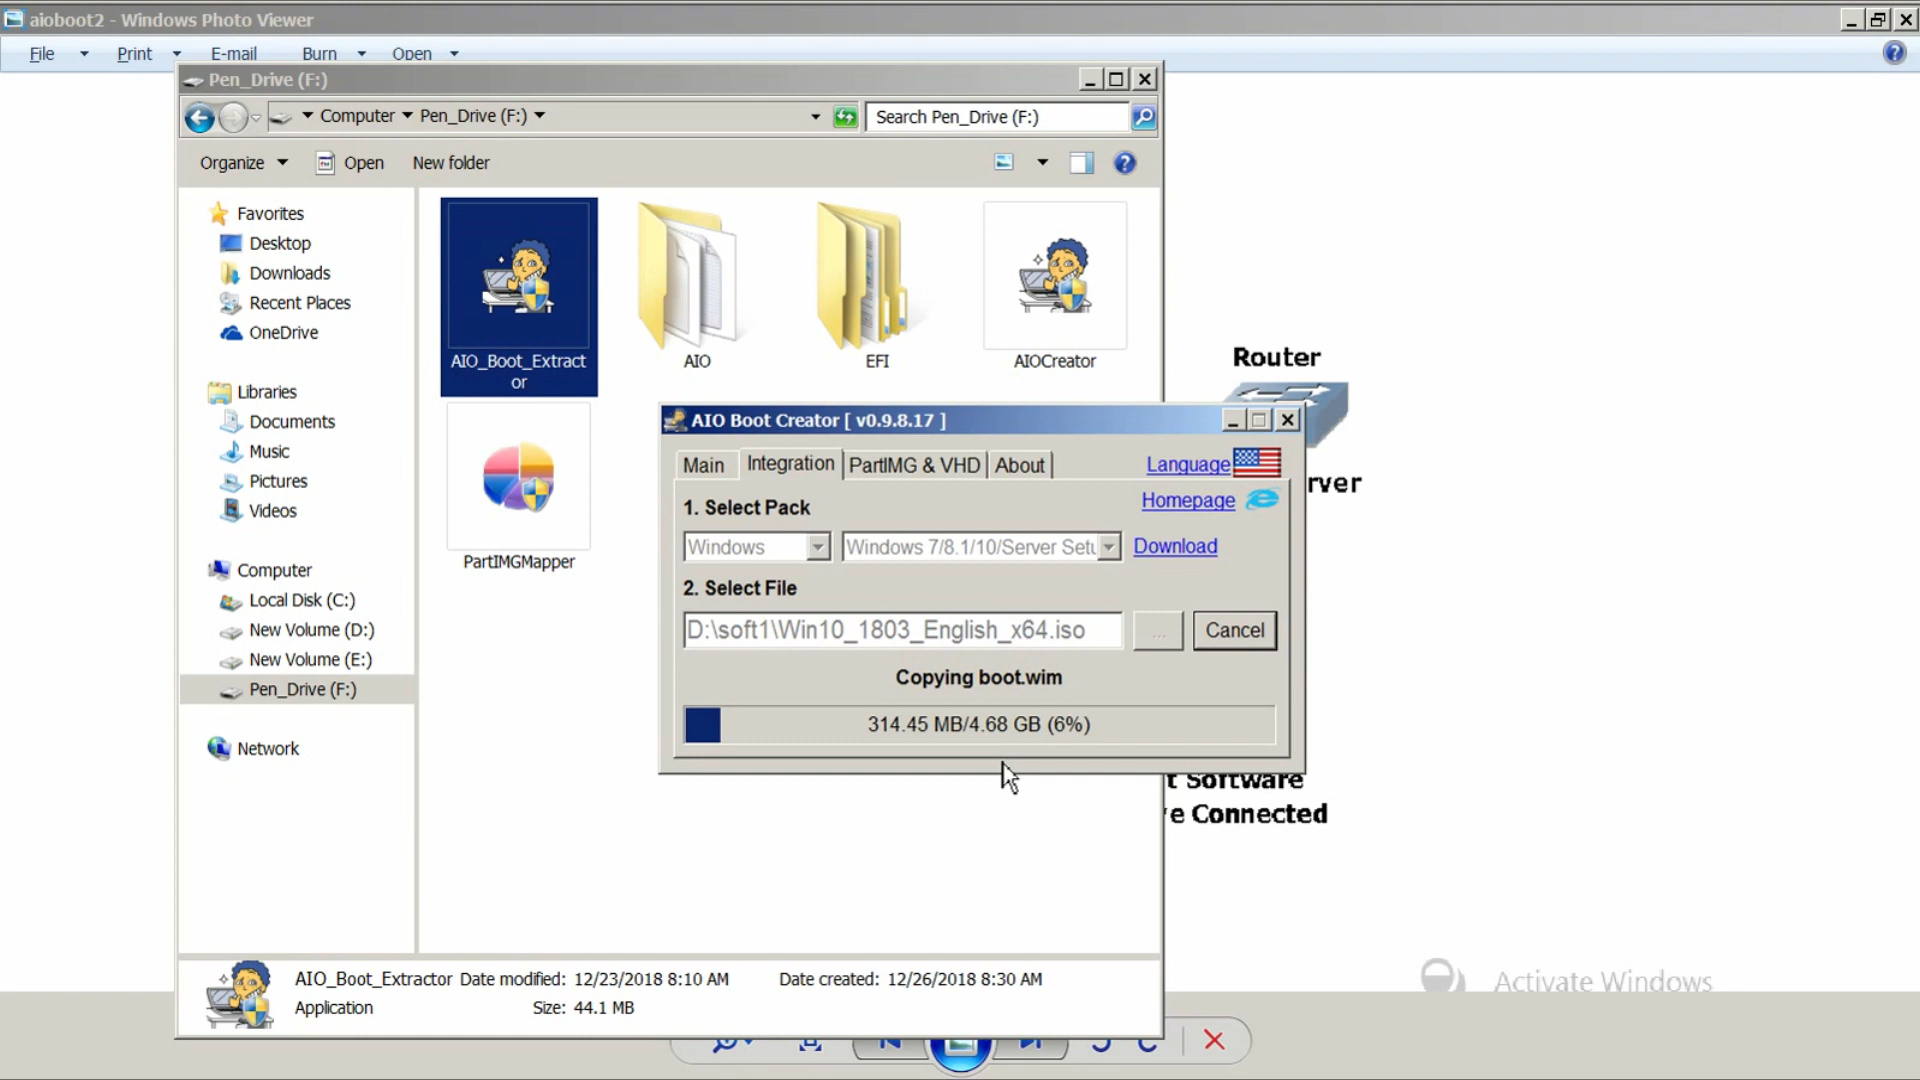 aioboot2 - Windows Photo Viewer
File Print E-mail Burn Open
Pen_Drive (F:)
Computer Pen_Drive (F:)
Search Pen_Drive (F:)
Organize Open New folder
Favorites
Desktop
Downloads
Recent Places
OneDrive
Libraries
Documents
Music
Pictures
Videos
Computer
Local Disk (C:)
New Volume (D:)
New Volume (E:)
Pen_Drive (F:)
Network
AIO_Boot_Extract
or
AIO
EFI
AIOCreator
PartIMGMapper
Router
rver
AIO Boot Creator [ v0.9.8.17 ]
Main Integration PartIMG & VHD About
Language
Homepage
1. Select Pack
Windows
Windows 7/8.1/10/Server Setu
Download
2. Select File
D:\soft1\Win10_1803_English_x64.iso
...
Cancel
Copying boot.wim
314.45 MB/4.68 GB (6%)
t Software
e Connected
AIO_Boot_Extractor Date modified: 12/23/2018 8:10 AM Date created: 12/26/2018 8:30 AM
Application Size: 44.1 MB
Activate Windows